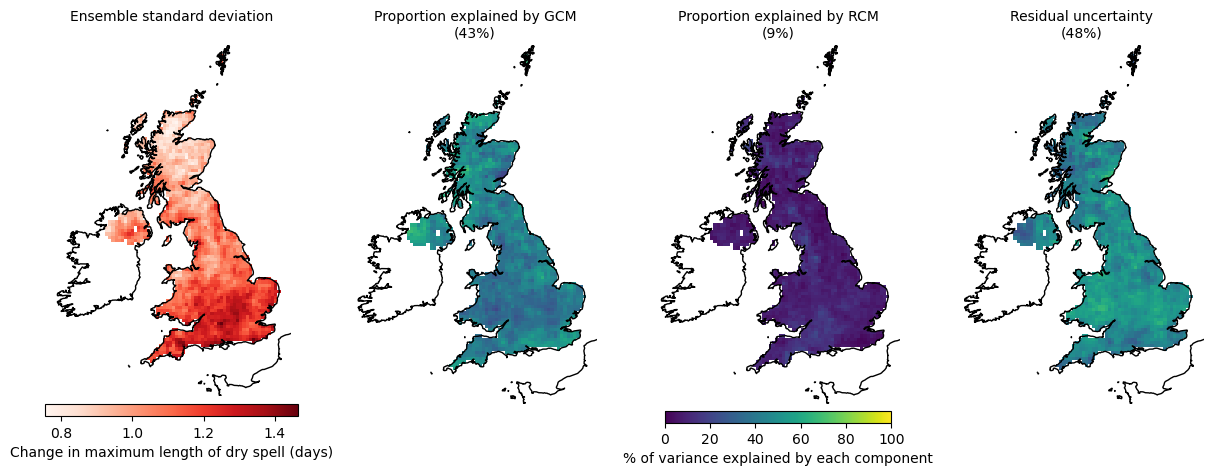 Ensemble standard deviation
Proportion explained by GCM
(43%)
Proportion explained by RCM
(9%)
Residual uncertainty
(48%)
0.8 1.0 1.2 1.4
Change in maximum length of dry spell (days)
0 20 40 60 80 100
% of variance explained by each component